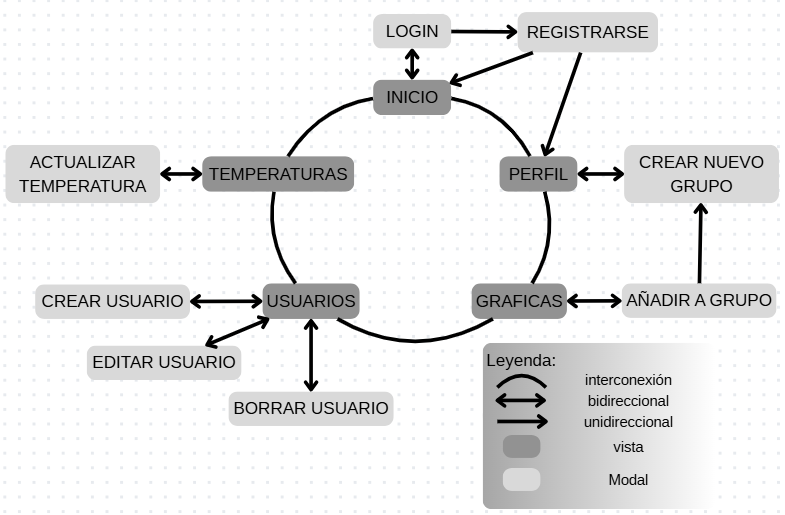 LOGIN
REGISTRARSE
INICIO
ACTUALIZAR
TEMPERATURA
TEMPERATURAS
PERFIL
CREAR NUEVO
GRUPO
CREAR USUARIO
USUARIOS
GRAFICAS
AÑADIR A GRUPO
EDITAR USUARIO
BORRAR USUARIO
Leyenda:
interconexión
bidireccional
unidireccional
vista
Modal